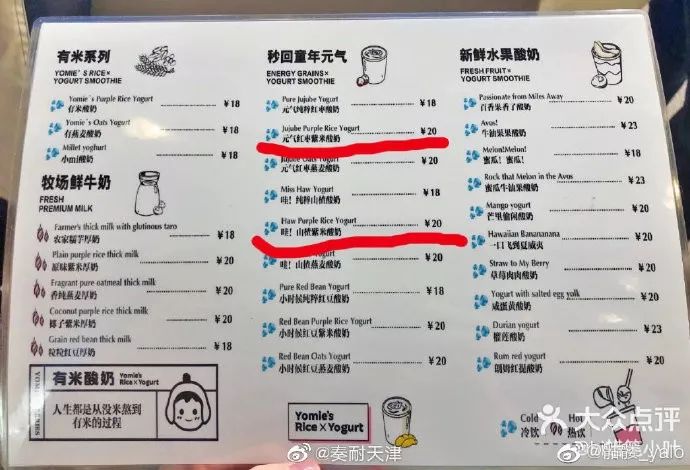 有米系列
YOMIE'S RICE×
YOGURT SMOOTHIE
Yomie's Purple Rice Yogurt ¥18
有米酸奶
Yomie's Oats Yogurt ¥18
有燕麦酸奶
Millet yoghurt ¥18
小mi酸奶
牧场鲜牛奶
FRESH
PREMIUM MILK
Farmer's thick milk with glutinous taro ¥18
农家糯芋厚奶
Plain purple rice thick milk ¥20
原味紫米厚奶
Fragrant pure oatmeal thick milk ¥20
香纯燕麦厚奶
Coconut purple rice thick milk ¥20
椰子紫米厚奶
Grain red bean thick milk ¥18
粒粒红豆厚奶
有米酸奶
Yomie's
Rice×Yogurt
人生都是从没米熬到
有米的过程
秒回童年元气
ENERGY GRAINS×
YOGURT SMOOTHIE
Pure Jujube Yogurt ¥18
元气纯粹红枣酸奶
Jujube Purple Rice Yogurt ¥20
元气红枣紫米酸奶
Jujube Oats Yogurt ¥20
元气红枣燕麦酸奶
Miss Haw Yogurt ¥18
哇!纯粹山楂酸奶
Haw Purple Rice Yogurt ¥20
哇!山楂紫米酸奶
Yogurt ¥20
哇!山楂燕麦酸奶
Pure Red Bean Yogurt ¥18
小时候纯粹红豆酸奶
Red Bean Purple Rice Yogurt ¥20
小时候红豆紫米酸奶
Red Bean Oats Yogurt ¥20
小时候红豆燕麦酸奶
Yomie's
Rice×Yogurt
新鲜水果酸奶
FRESH FRUIT×
YOGURT SMOOTHIE
Passionate from Miles Away ¥20
百香果香了酸奶
Avos! ¥23
牛油果果酸奶
Melon!Melon! ¥20
蜜瓜!蜜瓜!
Rock that Melon in the Avos ¥23
蜜瓜牛油果酸奶
Mango yogurt ¥20
芒里偷闲酸奶
Hawaiian Banananana ¥20
一口飞到夏威夷
Straw to My Berry ¥20
草莓肉肉酸奶
Yogurt with salted egg yolk ¥20
咸蛋黄酸奶
Durian yogurt ¥23
榴莲酸奶
Rum red yogurt ¥20
朗姆红提酸奶
Cold Hot
冷饮 热饮
大众点评
@奏耐天津